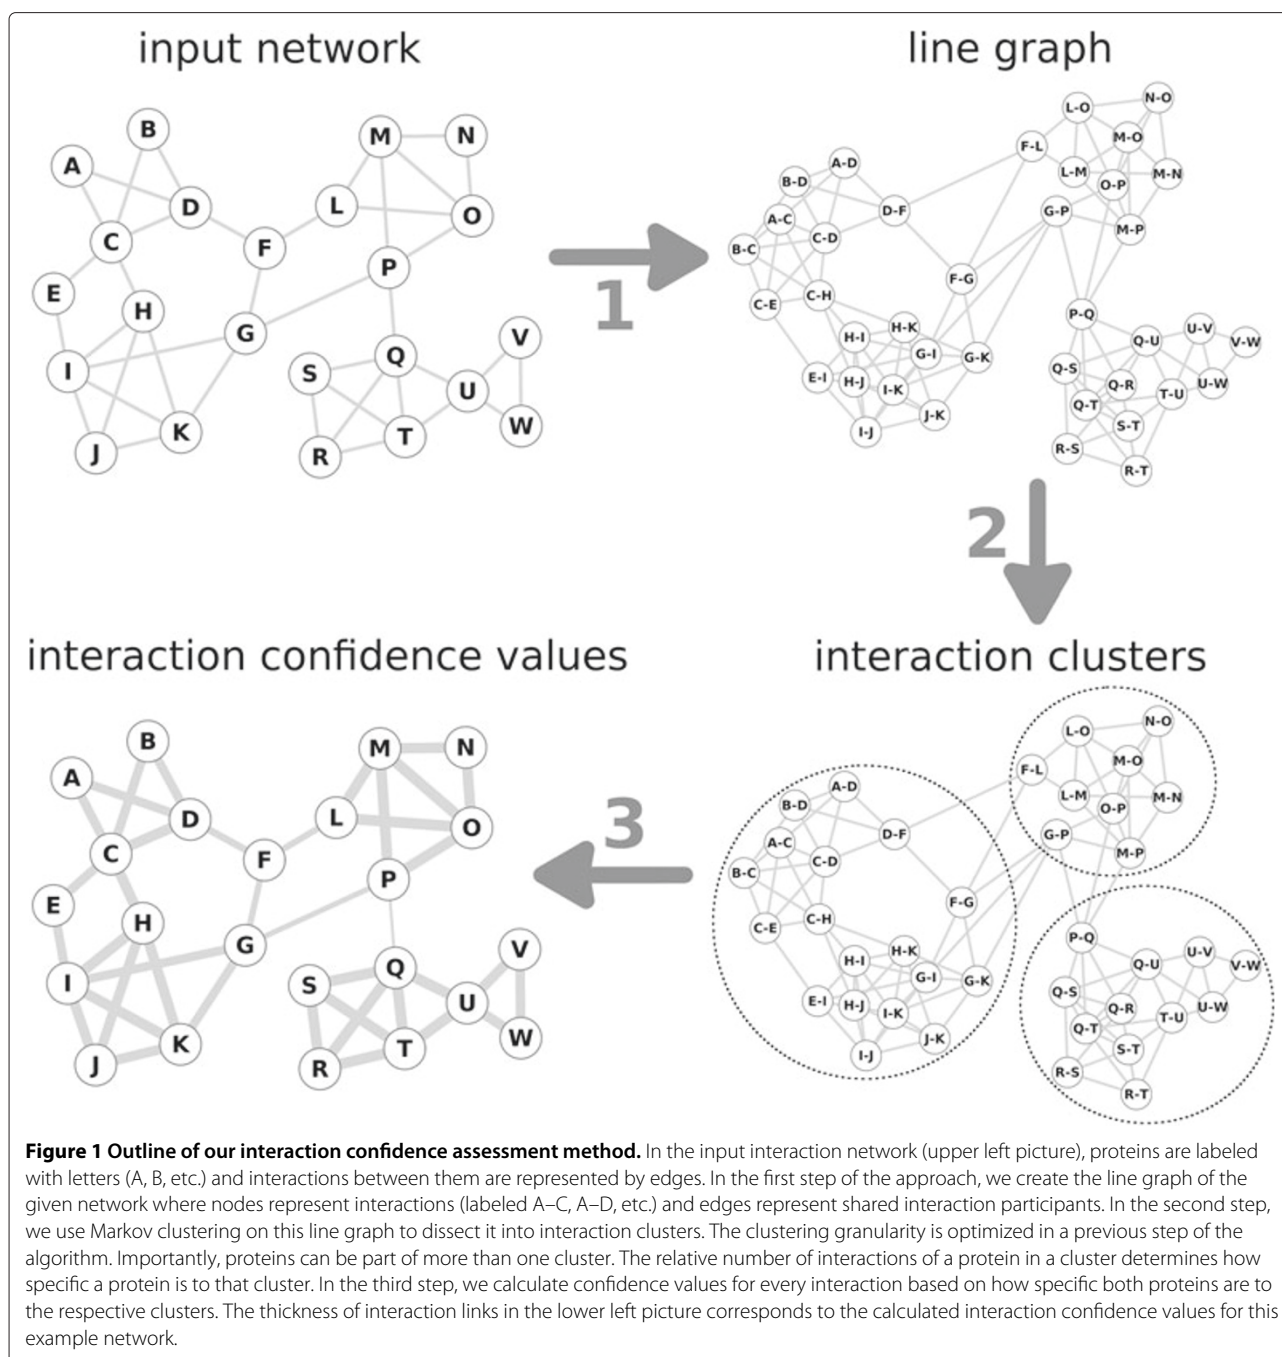 input network
B
A
D
C
E
H
F
G
I
J
K
M
N
L
O
P
Q
S
R
T
U
V
W
1
line graph
L-O
N-O
F-L
M-O
L-M
O-P
M-N
G-P
M-P
A-D
B-D
D-F
A-C
C-D
B-C
C-E
C-H
F-G
H-I
H-K
G-I
G-K
E-I
H-J
I-K
I-J
J-K
P-Q
Q-U
U-V
V-W
Q-S
Q-R
U-W
Q-T
T-U
S-T
R-S
R-T
2
interaction confidence values
B
A
D
C
E
H
F
G
I
J
K
M
N
L
O
P
Q
S
R
T
U
V
W
3
interaction clusters
L-O
N-O
F-L
M-O
L-M
O-P
M-N
G-P
M-P
A-D
B-D
D-F
A-C
C-D
B-C
C-E
C-H
F-G
H-I
H-K
G-I
G-K
E-I
H-J
I-K
I-J
J-K
P-Q
Q-U
U-V
V-W
Q-S
Q-R
U-W
Q-T
T-U
S-T
R-S
R-T
Figure 1 Outline of our interaction confidence assessment method. In the input interaction network (upper left picture), proteins are labeled
with letters (A, B, etc.) and interactions between them are represented by edges. In the first step of the approach, we create the line graph of the
given network where nodes represent interactions (labeled A–C, A–D, etc.) and edges represent shared interaction participants. In the second step,
we use Markov clustering on this line graph to dissect it into interaction clusters. The clustering granularity is optimized in a previous step of the
algorithm. Importantly, proteins can be part of more than one cluster. The relative number of interactions of a protein in a cluster determines how
specific a protein is to that cluster. In the third step, we calculate confidence values for every interaction based on how specific both proteins are to
the respective clusters. The thickness of interaction links in the lower left picture corresponds to the calculated interaction confidence values for this
example network.